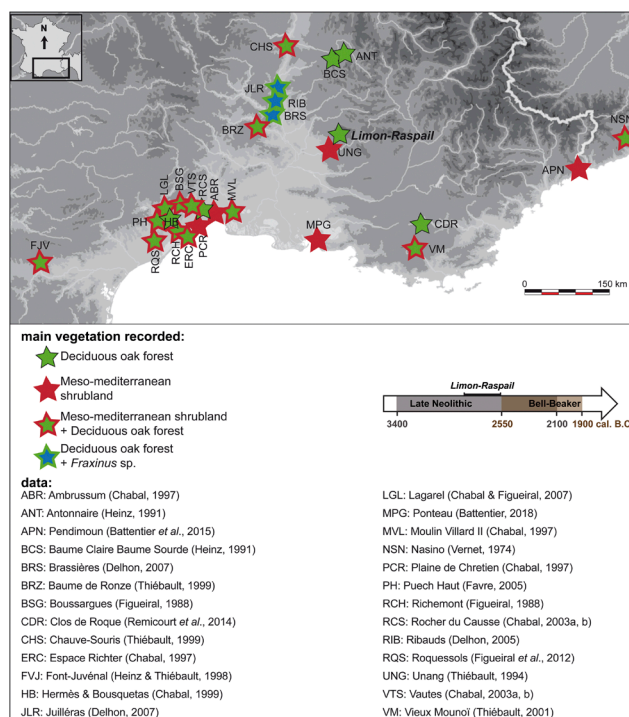 N
CHS
ANT
BCS
JLR
RIB
BRS
BRZ
Limon-Raspail
UNG
NSN
APN
LGL
BSG
VTS
RCS
ABR
MVL
PH
HB
RQS
RCH
ERC
PCR
MPG
CDR
VM
FJV
0 150 km
main vegetation recorded:
Deciduous oak forest
Meso-mediterranean
shrubland
Meso-mediterranean shrubland
+ Deciduous oak forest
Deciduous oak forest
+ Fraxinus sp.
Limon-Raspail
Late Neolithic Bell-Beaker
3400 2550 2100 1900 cal. B.C
data:
ABR: Ambrussum (Chabal, 1997)
ANT: Antonnaire (Heinz, 1991)
APN: Pendimoun (Battentier et al., 2015)
BCS: Baume Claire Baume Sourde (Heinz, 1991)
BRS: Brassières (Delhon, 2007)
BRZ: Baume de Ronze (Thiébault, 1999)
BSG: Boussargues (Figueiral, 1988)
CDR: Clos de Roque (Remicourt et al., 2014)
CHS: Chauve-Souris (Thiébault, 1999)
ERC: Espace Richter (Chabal, 1997)
FVJ: Font-Juvénal (Heinz & Thiébault, 1998)
HB: Hermès & Bousquetas (Chabal, 1999)
JLR: Juilléras (Delhon, 2007)
LGL: Lagarel (Chabal & Figueiral, 2007)
MPG: Ponteau (Battentier, 2018)
MVL: Moulin Villard II (Chabal, 1997)
NSN: Nasino (Vernet, 1974)
PCR: Plaine de Chretien (Chabal, 1997)
PH: Puech Haut (Favre, 2005)
RCH: Richemont (Figueiral, 1988)
RCS: Rocher du Causse (Chabal, 2003a, b)
RIB: Ribauds (Delhon, 2005)
RQS: Roquessols (Figueiral et al., 2012)
UNG: Unang (Thiébault, 1994)
VTS: Vautes (Chabal, 2003a, b)
VM: Vieux Mounoï (Thiébault, 2001)